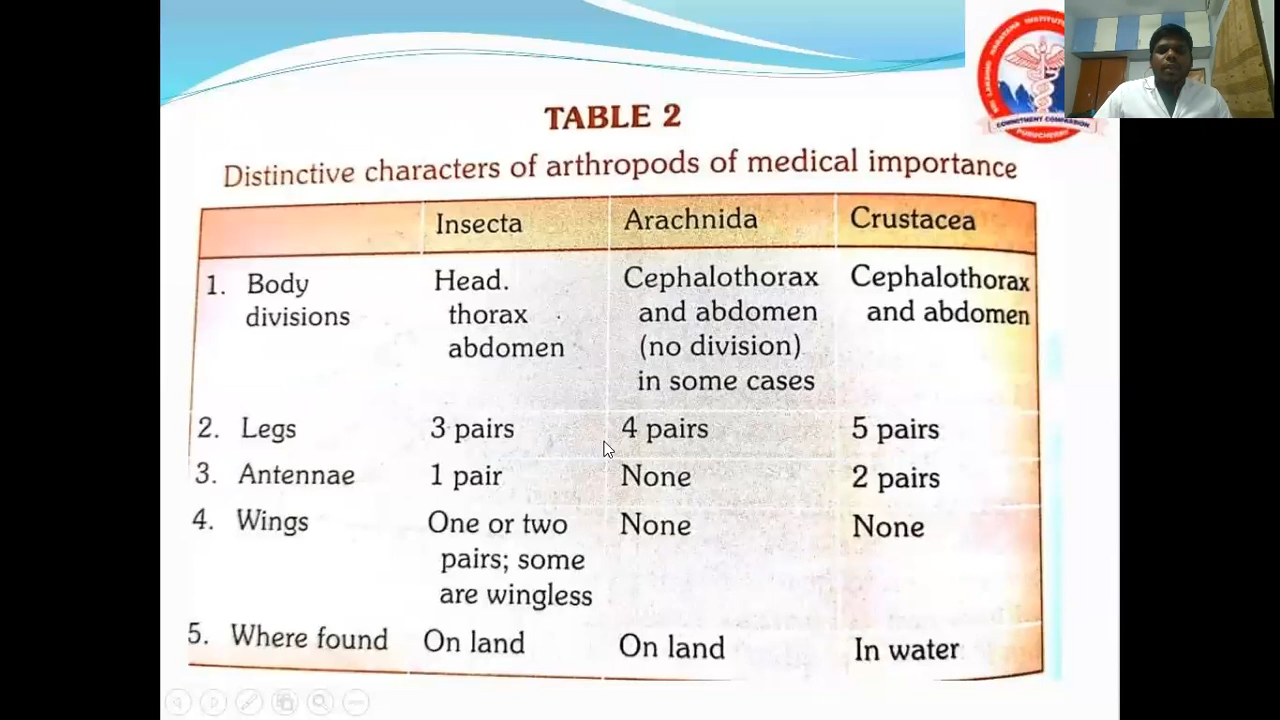 TABLE 2
Distinctive characters of arthropods of medical importance
Insecta Arachnida Crustacea
1. Body divisions Head. thorax abdomen Cephalothorax and abdomen (no division) in some cases Cephalothorax and abdomen
2. Legs 3 pairs 4 pairs 5 pairs
3. Antennae 1 pair None 2 pairs
4. Wings One or two pairs; some are wingless None None
5. Where found On land On land In water
COMMITMENT COMPASSION
PUDUCHERRY